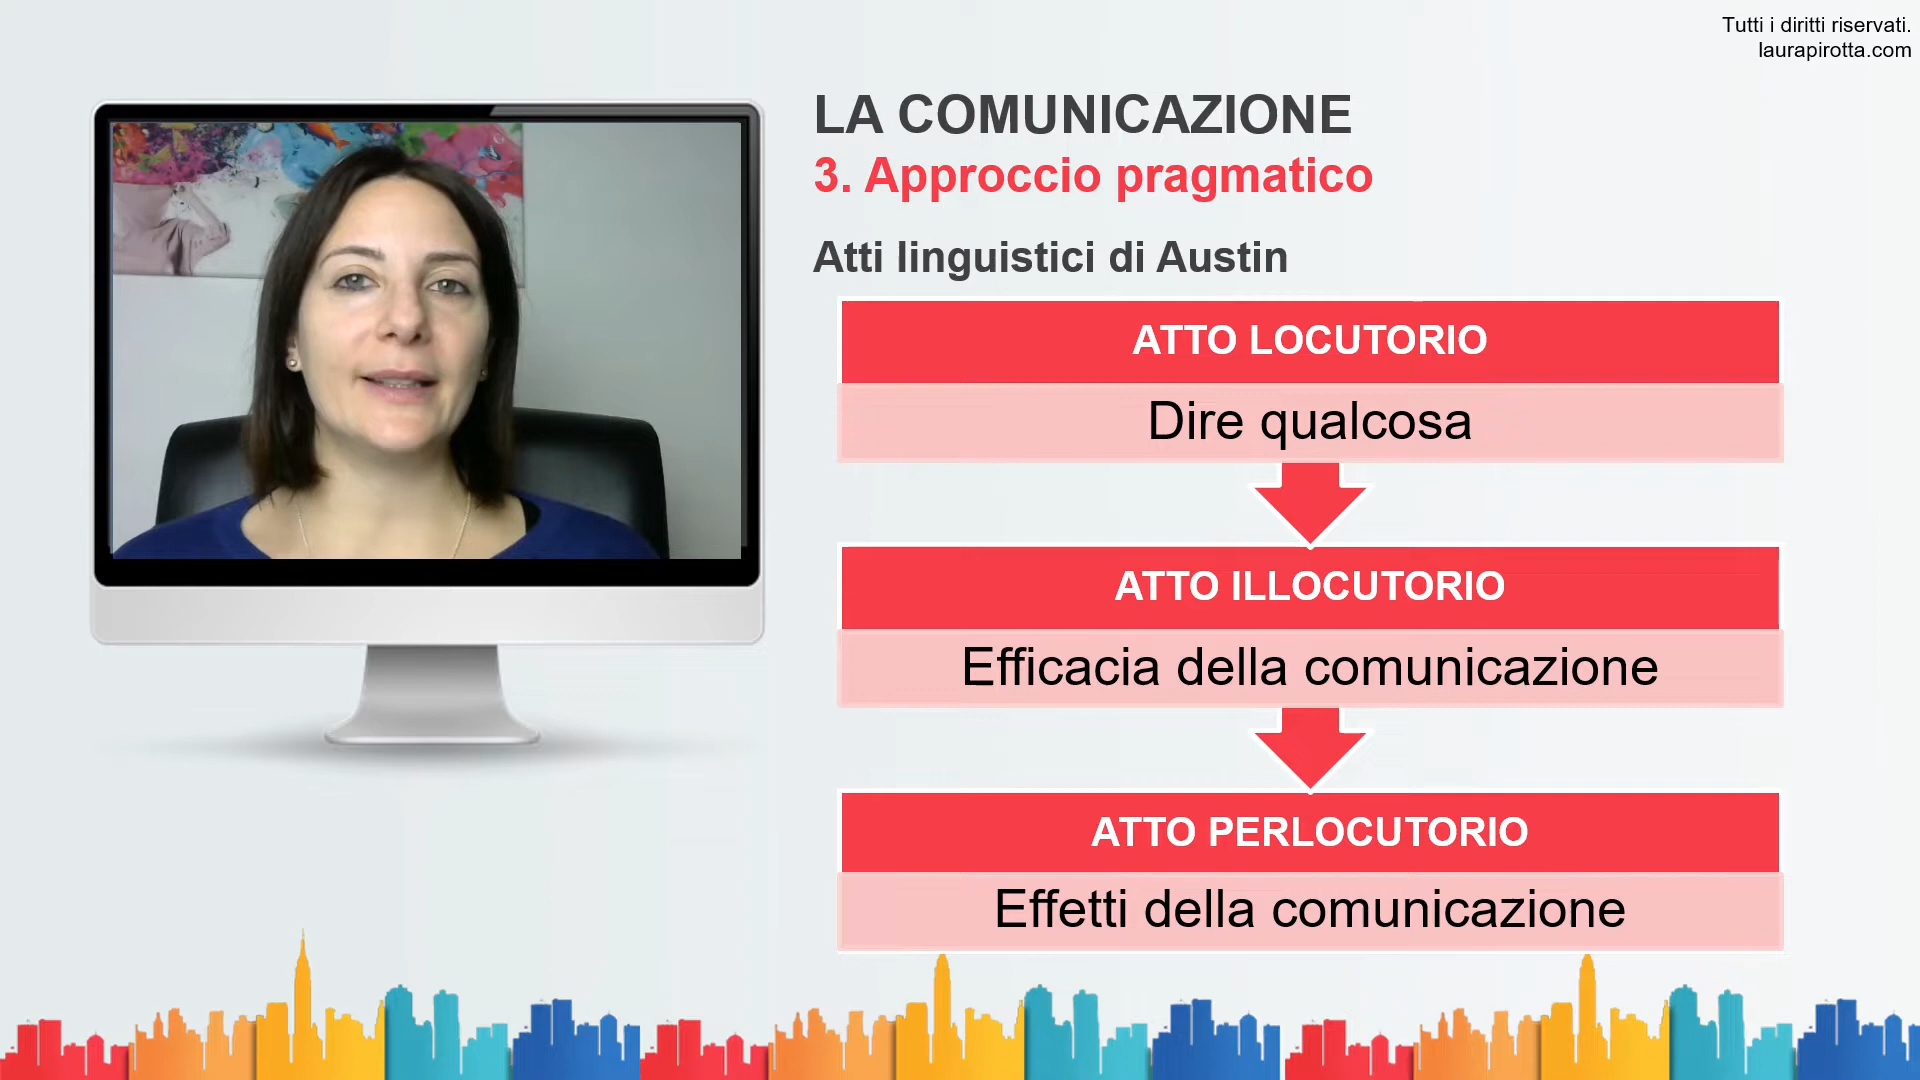 Tutti i diritti riservati.
laurapirotta.com
LA COMUNICAZIONE
3. Approccio pragmatico
Atti linguistici di Austin
ATTO LOCUTORIO
Dire qualcosa
ATTO ILLOCUTORIO
Efficacia della comunicazione
ATTO PERLOCUTORIO
Effetti della comunicazione